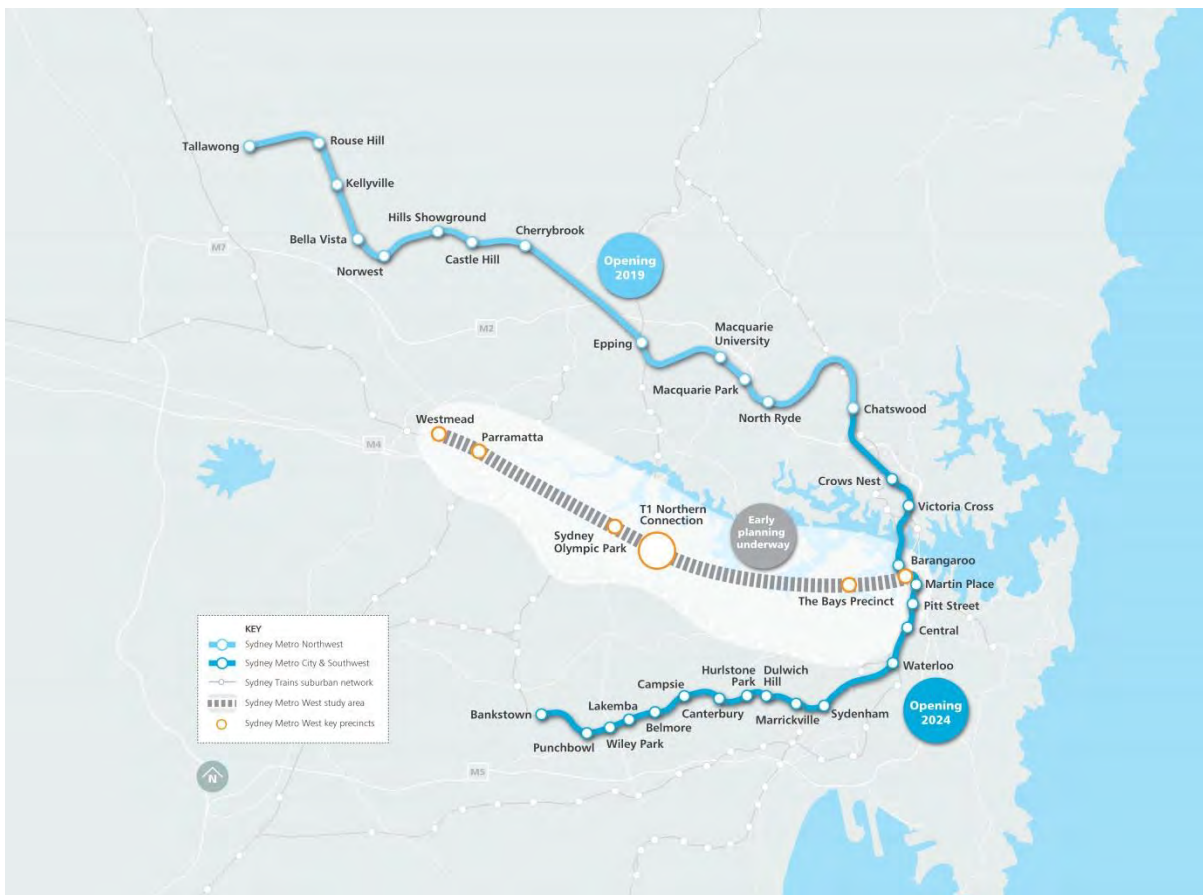 Tallawong
Rouse Hill
Kellyville
Bella Vista
Norwest
Hills Showground
Castle Hill
Cherrybrook
Opening
2019
M7
M2
Epping
Macquarie
University
Macquarie Park
North Ryde
Chatswood
Westmead
M4
Parramatta
Crows Nest
Victoria Cross
T1 Northern
Connection
Sydney
Olympic Park
Early
planning
underway
Barangaroo
Martin Place
The Bays Precinct
Pitt Street
Central
Waterloo
KEY
Sydney Metro Northwest
Sydney Metro City & Southwest
Sydney Trains suburban network
Sydney Metro West study area
Sydney Metro West key precincts
Bankstown
Punchbowl
Lakemba
Wiley Park
Campsie
Belmore
Canterbury
Hurlstone
Park
Dulwich
Hill
Marrickville
Sydenham
Opening
2024
M5
N